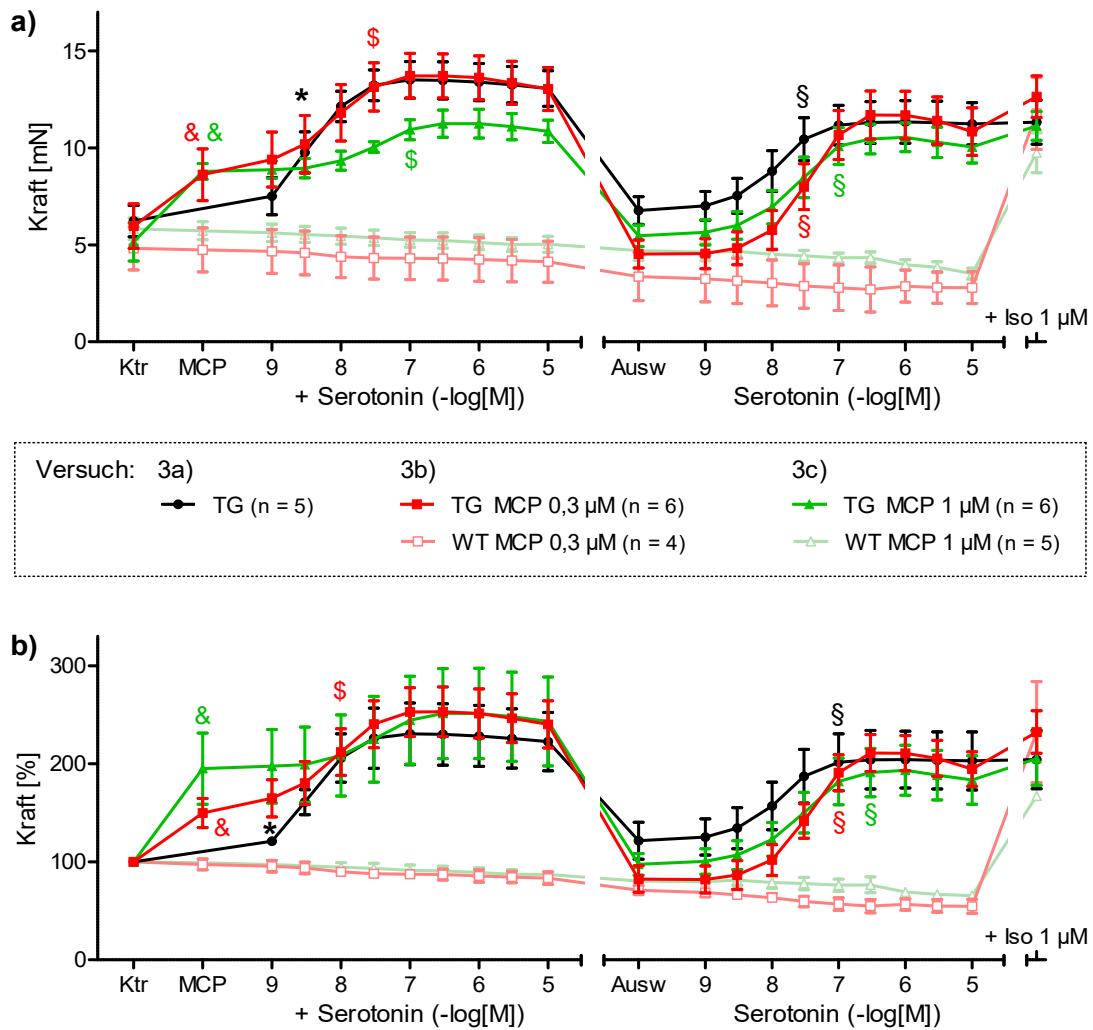 a)
Kraft [mN]
15
10
5
0
& &
*
$
$
§
§
§
+ Iso 1 µM
Ktr MCP 9 8 7 6 5 Ausw 9 8 7 6 5
+ Serotonin (-log[M]) Serotonin (-log[M])
Versuch: 3a) 3b) 3c)
TG (n = 5) TG MCP 0,3 µM (n = 6) TG MCP 1 µM (n = 6)
WT MCP 0,3 µM (n = 4) WT MCP 1 µM (n = 5)
b)
Kraft [%]
300
200
100
0
&
&
*
$
§
§ §
+ Iso 1 µM
Ktr MCP 9 8 7 6 5 Ausw 9 8 7 6 5
+ Serotonin (-log[M]) Serotonin (-log[M])